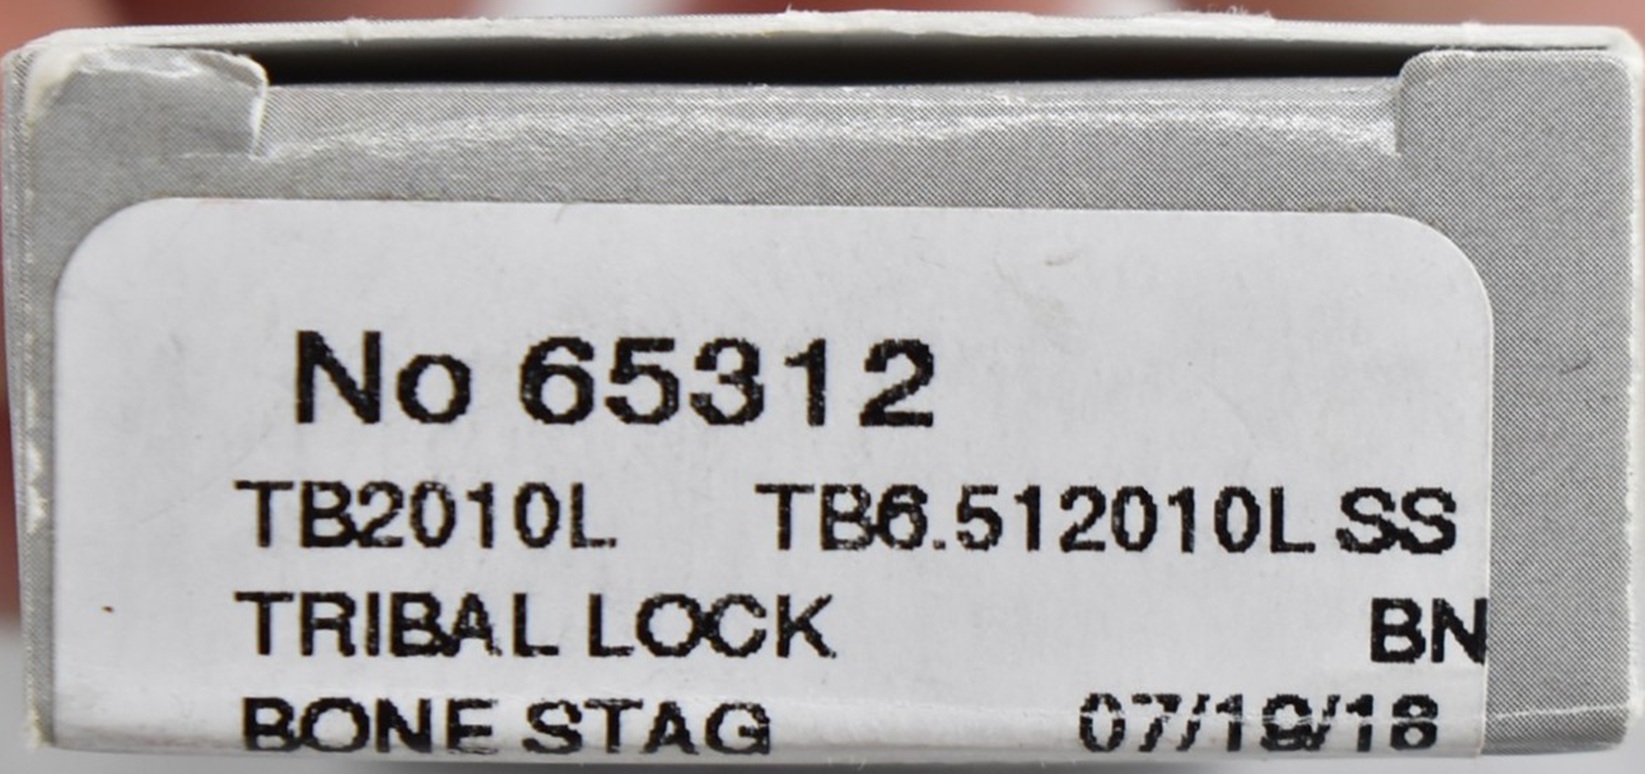 No 65312
TB2010L TB6.512010L SS
TRIBAL LOCK BN
BONE STAG 07/19/18